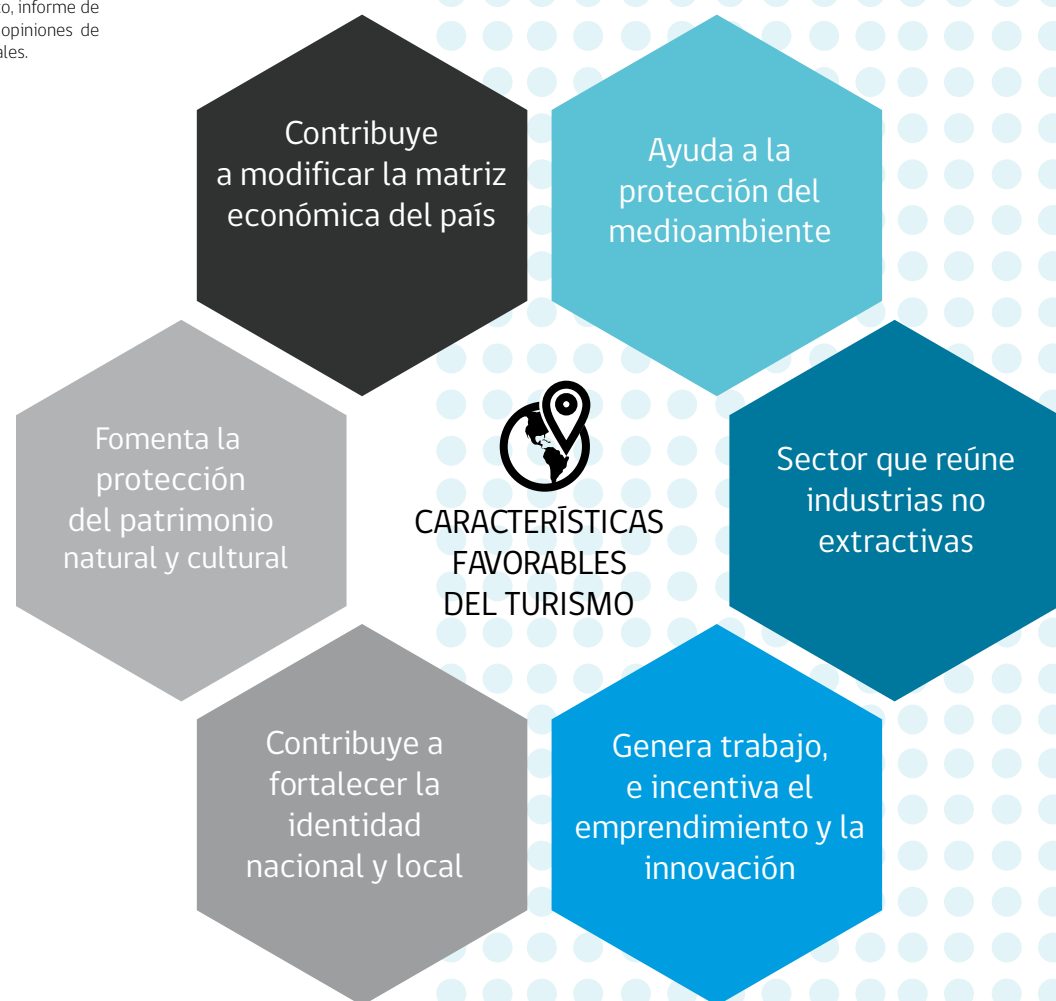 o, informe de
opiniones de
ales.
Contribuye
a modificar la matriz
económica del país
Ayuda a la
protección del
medioambiente
Fomenta la
protección
del patrimonio
natural y cultural
CARACTERÍSTICAS
FAVORABLES
DEL TURISMO
Sector que reúne
industrias no
extractivas
Contribuye a
fortalecer la
identidad
nacional y local
Genera trabajo,
e incentiva el
emprendimiento y la
innovación